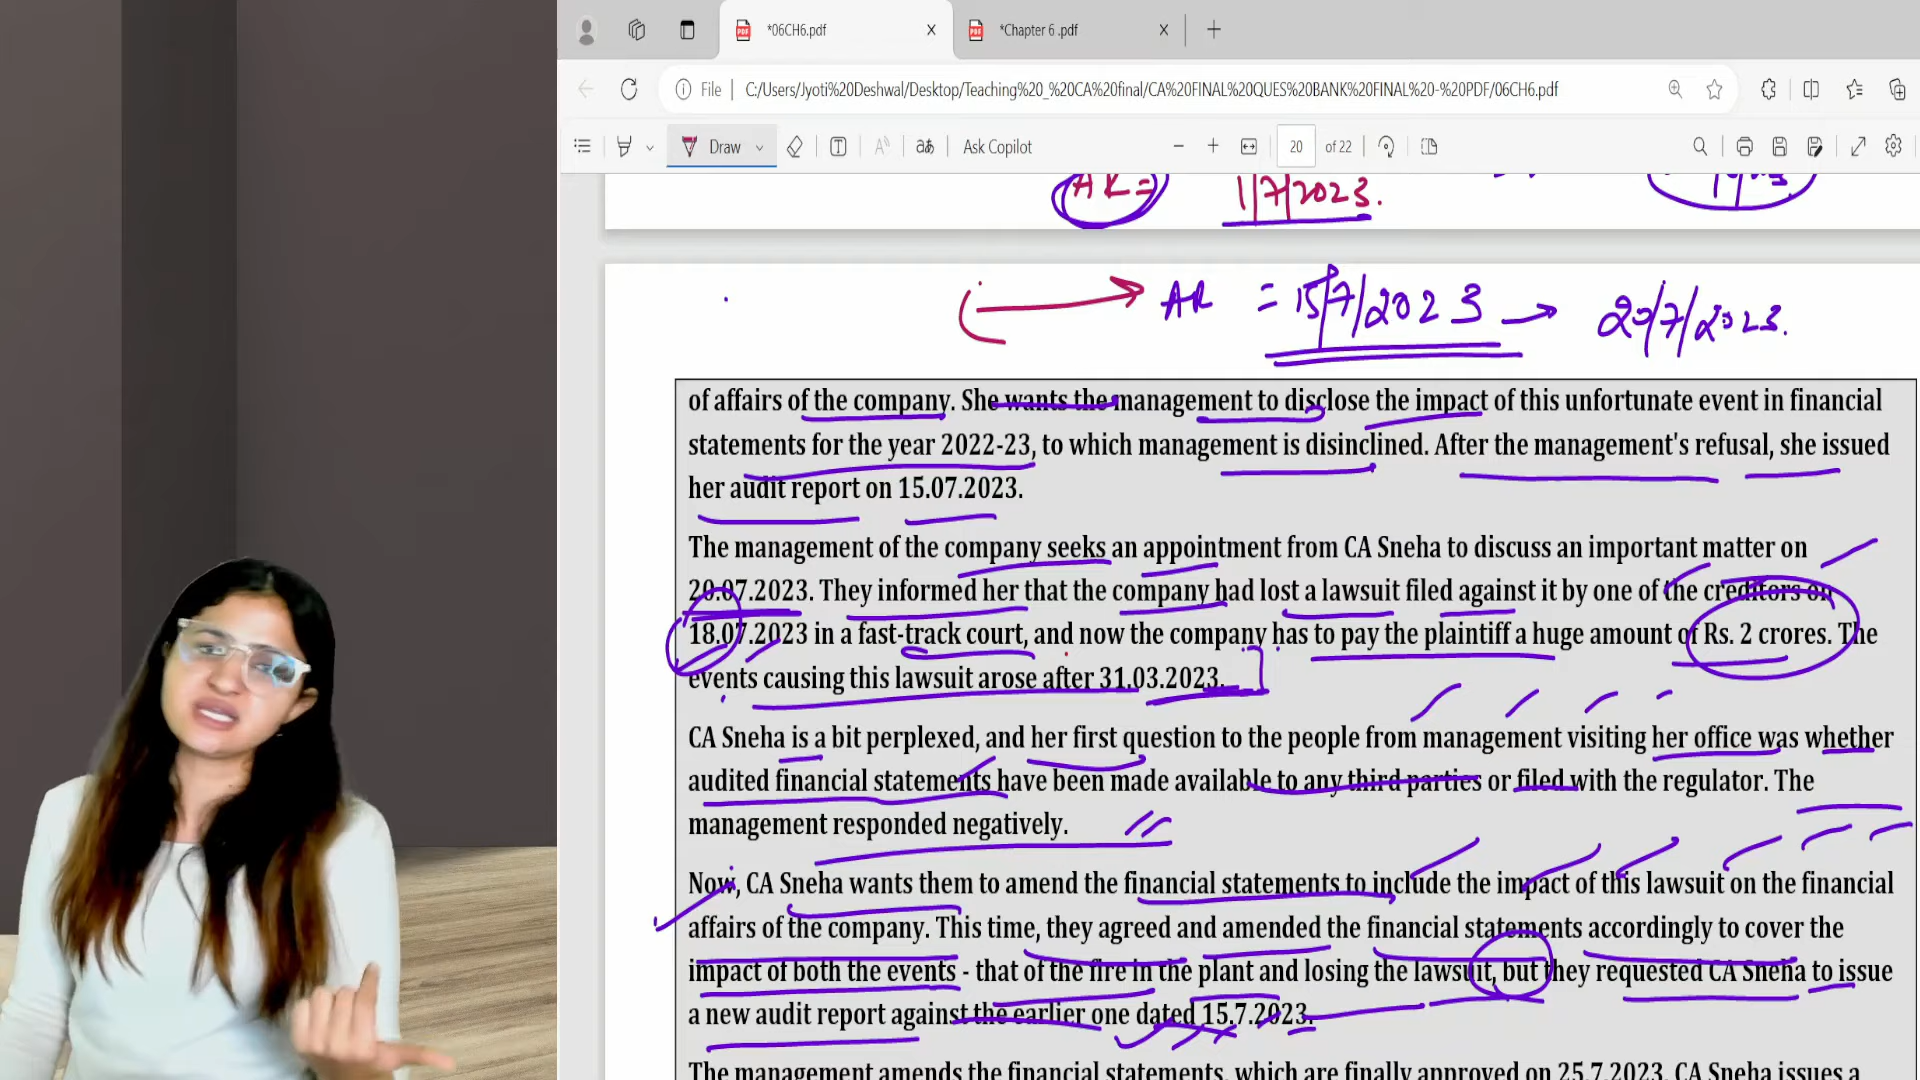 *06CH6.pdf
*Chapter 6 .pdf
File
C:/Users/Jyoti%20Deshwal/Desktop/Teaching%20_%20CA%20final/CA%20FINAL%20QUES%20BANK%20FINAL%20-%20PDF/06CH6.pdf
Draw
Ask Copilot
20 of 22
AR = 1/7/2023.
AR = 15/7/2023 → 20/7/2023.
of affairs of the company. She wants the management to disclose the impact of this unfortunate event in financial
statements for the year 2022-23, to which management is disinclined. After the management's refusal, she issued
her audit report on 15.07.2023.
The management of the company seeks an appointment from CA Sneha to discuss an important matter on
20.07.2023. They informed her that the company had lost a lawsuit filed against it by one of the creditors on
18.07.2023 in a fast-track court, and now the company has to pay the plaintiff a huge amount of Rs. 2 crores. The
events causing this lawsuit arose after 31.03.2023.
CA Sneha is a bit perplexed, and her first question to the people from management visiting her office was whether
audited financial statements have been made available to any third parties or filed with the regulator. The
management responded negatively.
Now, CA Sneha wants them to amend the financial statements to include the impact of this lawsuit on the financial
affairs of the company. This time, they agreed and amended the financial statements accordingly to cover the
impact of both the events - that of the fire in the plant and losing the lawsuit, but they requested CA Sneha to issue
a new audit report against the earlier one dated 15.7.2023.
The management amends the financial statements, which are finally approved on 25.7.2023. CA Sneha issues a